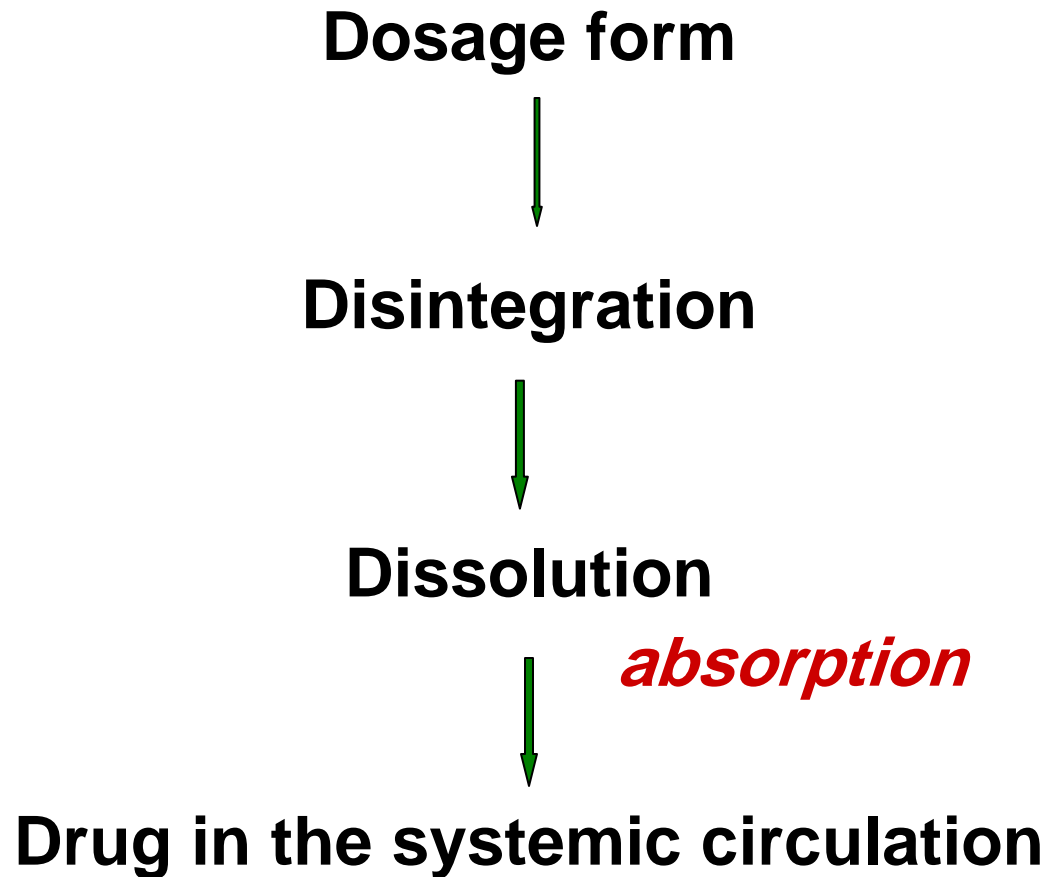 Dosage form
Disintegration
Dissolution
absorption
Drug in the systemic circulation